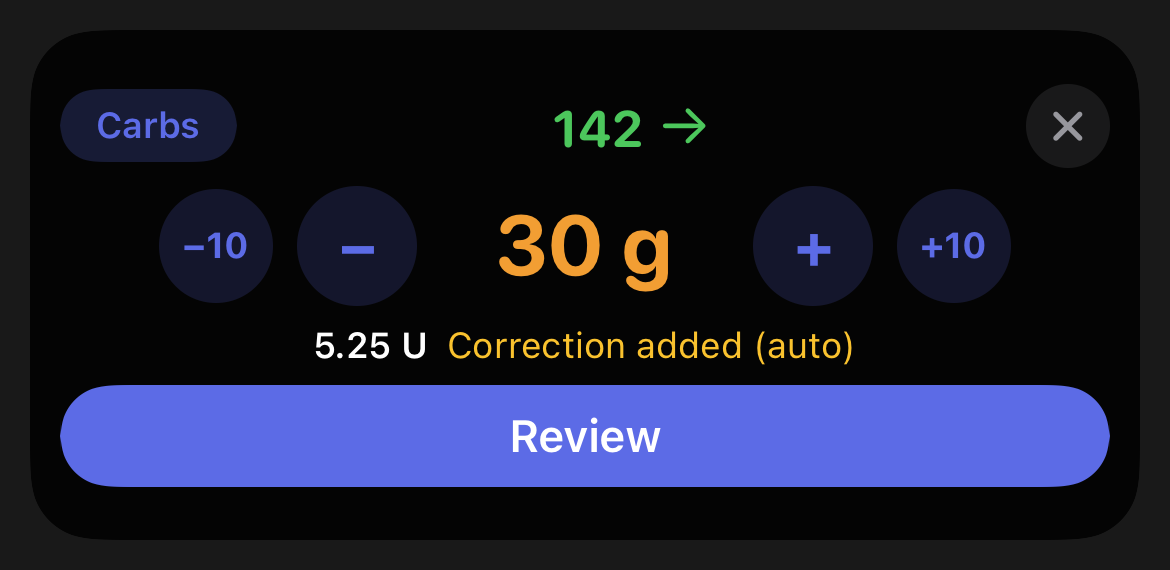 Carbs 142 →
−10 − 30 g + +10
5.25 U Correction added (auto)
Review